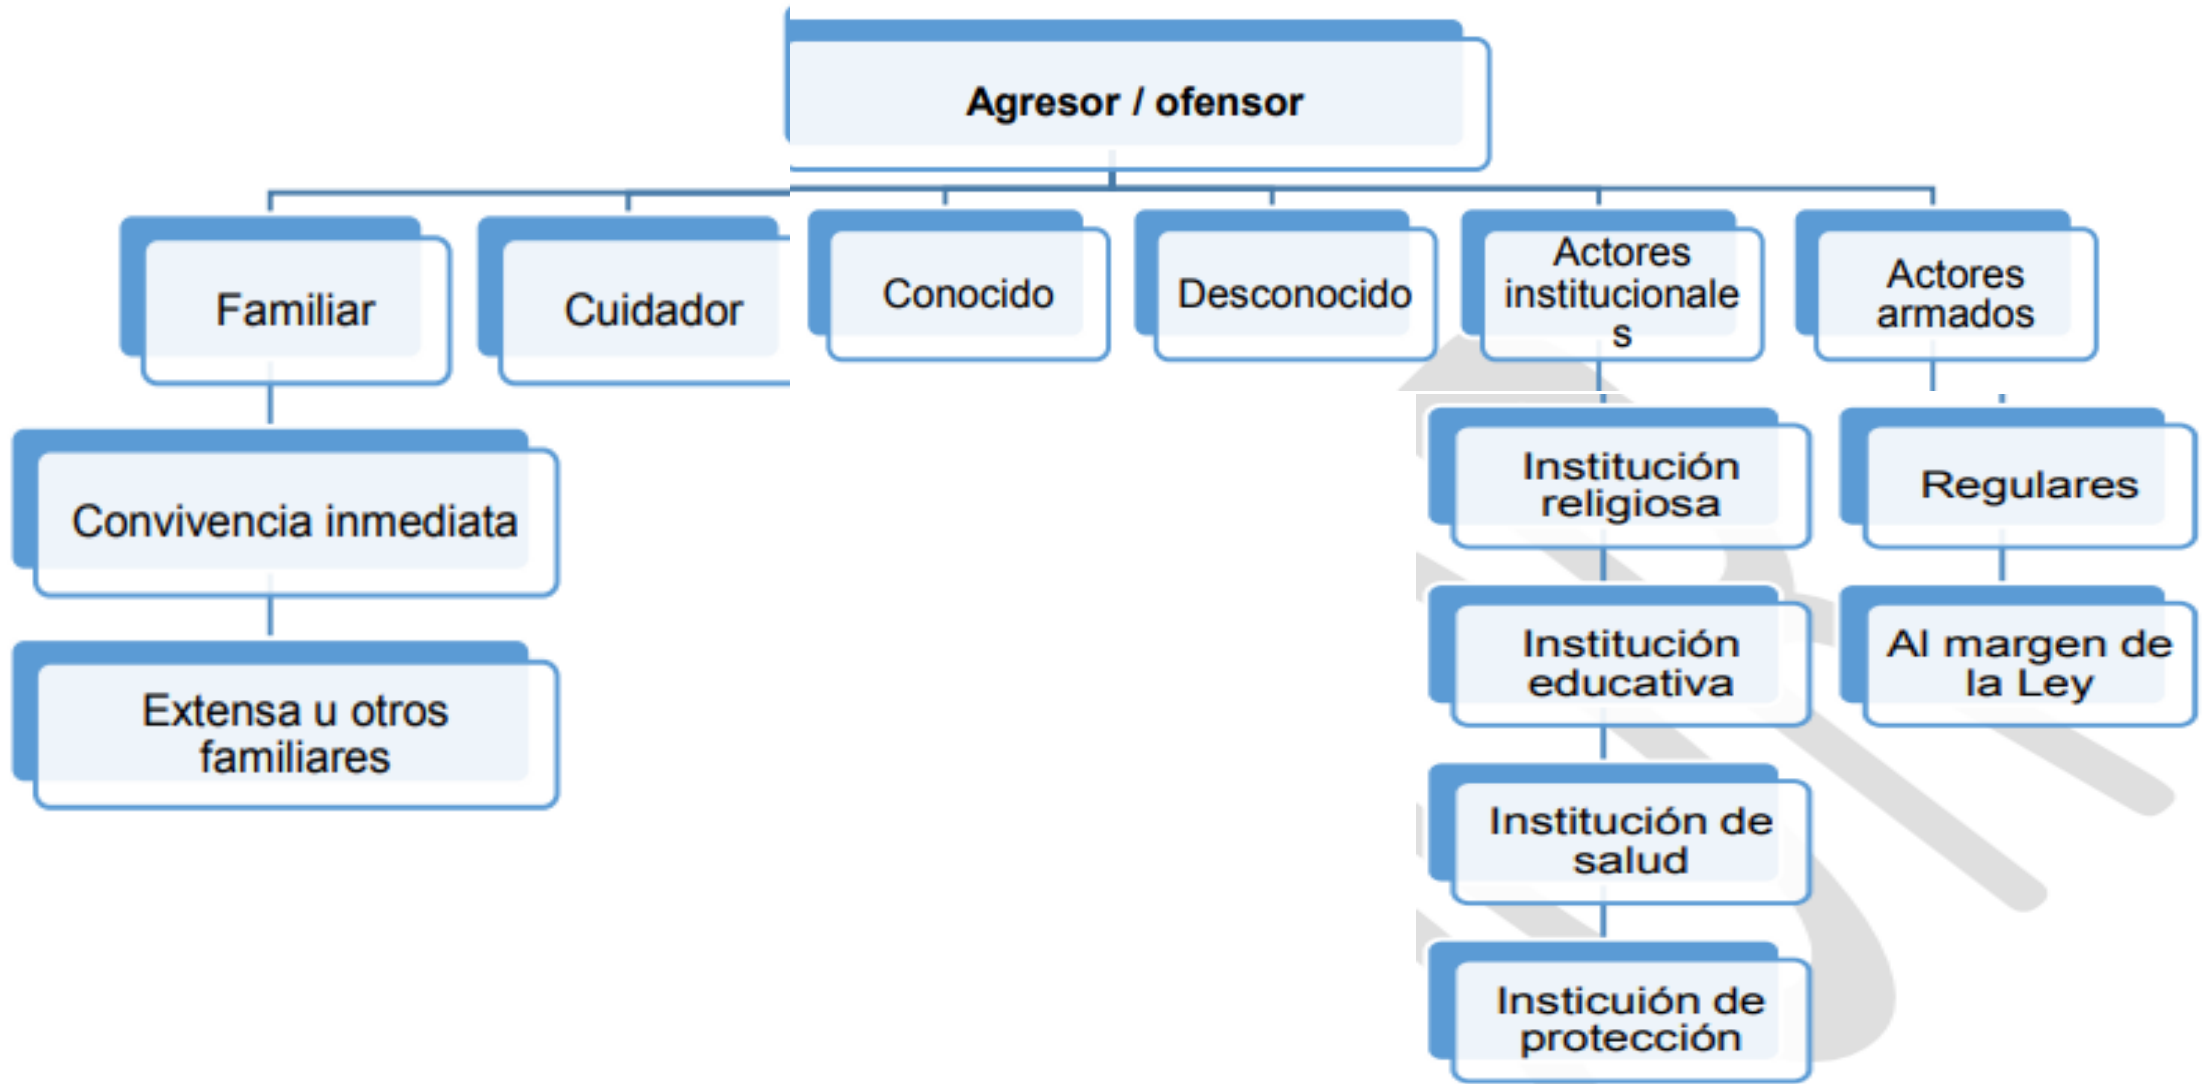 Agresor / ofensor
Familiar
Cuidador
Conocido
Desconocido
Actores
institucionale
s
Actores
armados
Convivencia inmediata
Extensa u otros
familiares
Institución
religiosa
Institución
educativa
Institución de
salud
Insticuión de
protección
Regulares
Al margen de
la Ley